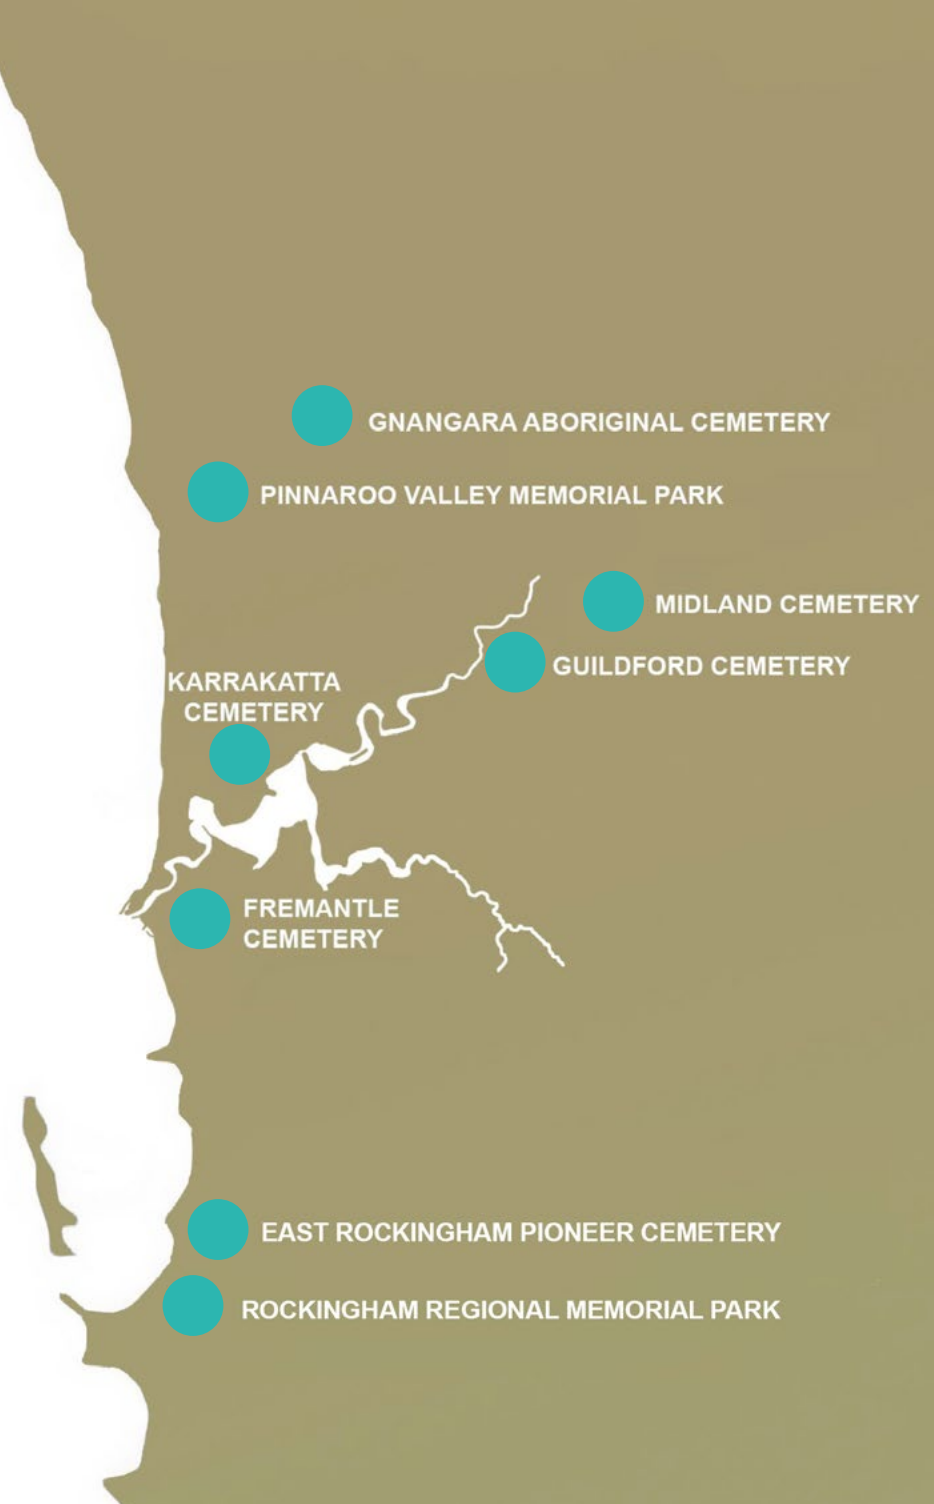 GNANGARA ABORIGINAL CEMETERY
PINNAROO VALLEY MEMORIAL PARK
MIDLAND CEMETERY
GUILDFORD CEMETERY
KARRAKATTA
CEMETERY
FREMANTLE
CEMETERY
EAST ROCKINGHAM PIONEER CEMETERY
ROCKINGHAM REGIONAL MEMORIAL PARK